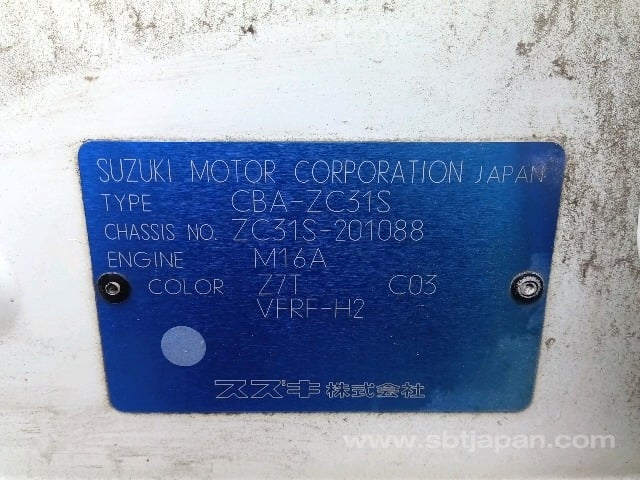 SUZUKI MOTOR CORPORATION JAPAN
TYPE CBA-ZC31S
CHASSIS NO. ZC31S-201088
ENGINE M16A
COLOR Z7T C03
VFRF-H2
スズキ株式会社
www.sbtjapan.com